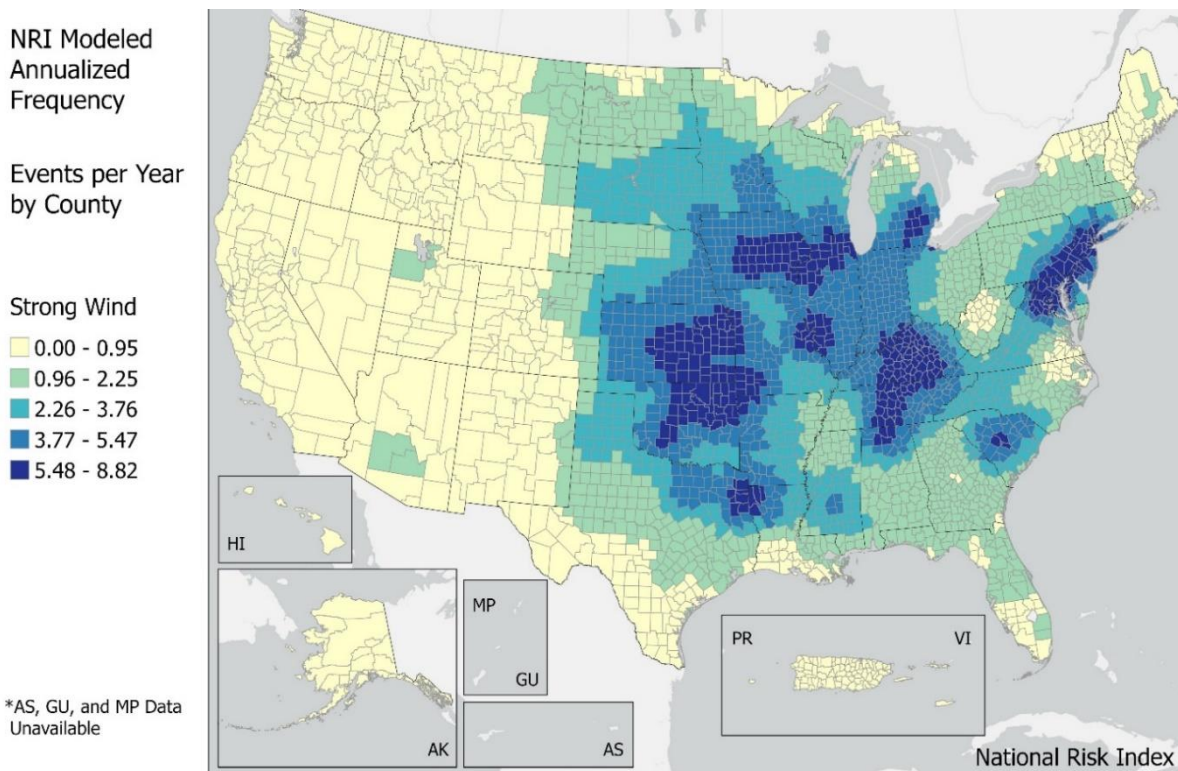 NRI Modeled
Annualized
Frequency
Events per Year
by County
Strong Wind
0.00 - 0.95
0.96 - 2.25
2.26 - 3.76
3.77 - 5.47
5.48 - 8.82
*AS, GU, and MP Data
Unavailable
HI
AK
MP
GU
AS
PR
VI
National Risk Index